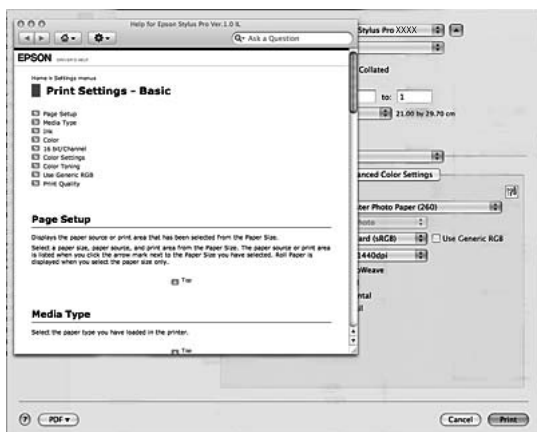 Help for Epson Stylus Pro Ver.1.0 IL
Ask a Question
EPSON
Home > Settings menus
Print Settings - Basic
Page Setup
Media Type
Ink
Color
16 bit/Channel
Color Settings
Color Toning
Use Generic RGB
Print Quality
Page Setup
Displays the paper source or print area that has been selected from the Paper Size.
Select a paper size, paper source, and print area from the Paper Size. The paper source or print area
is listed when you click the arrow mark next to the Paper Size you have selected. Roll Paper is
displayed when you select the paper size only.
Top
Media Type
Select the paper type you have loaded in the printer.
Top
Stylus Pro XXXX
Collated
to: 1
21.00 by 29.70 cm
anced Color Settings
ter Photo Paper (260)
hoto
ard (sRGB) Use Generic RGB
1440dpi
oWeave
ntal
? PDF Cancel Print